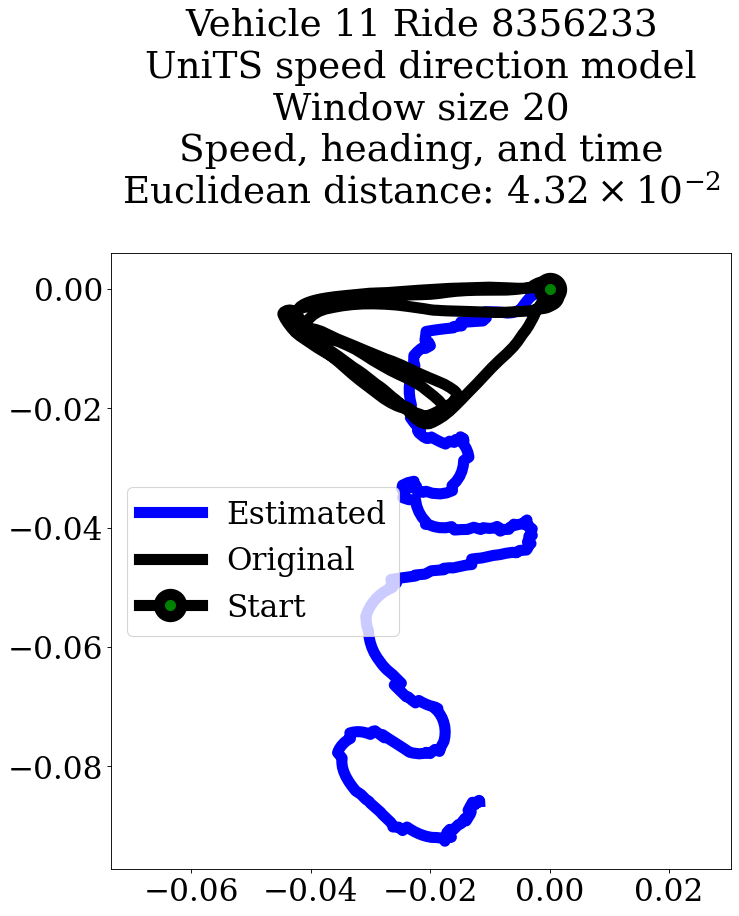 Vehicle 11 Ride 8356233
UniTS speed direction model
Window size 20
Speed, heading, and time
Euclidean distance: 4.32 × 10⁻²
0.00
−0.02
−0.04
−0.06
−0.08
Estimated
Original
Start
−0.06 −0.04 −0.02 0.00 0.02